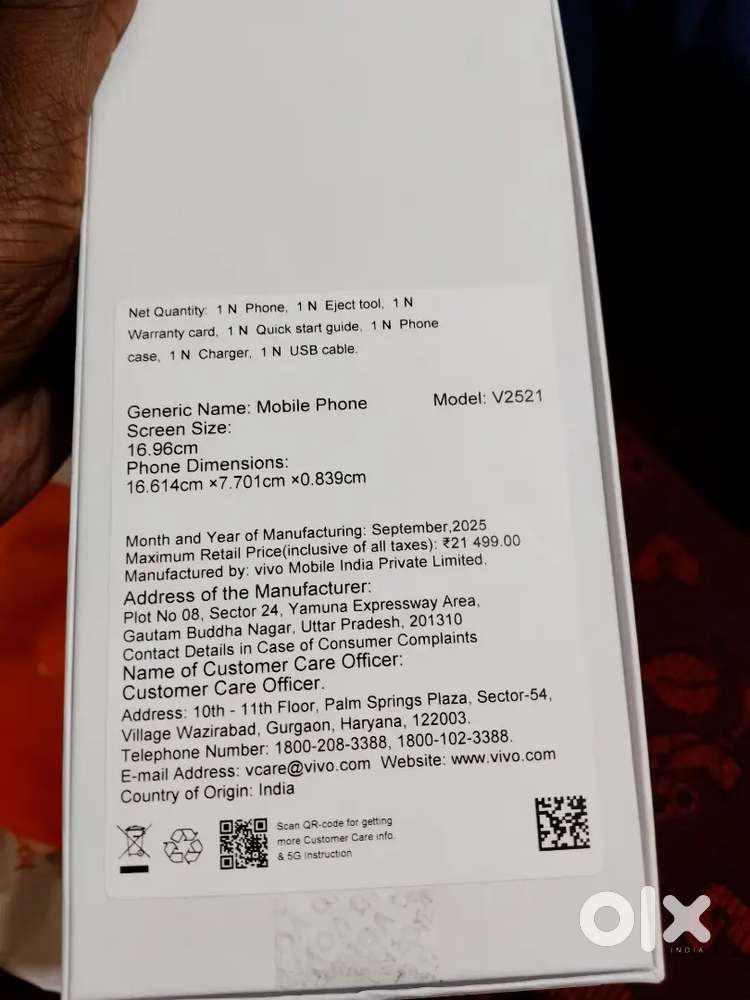 Net Quantity: 1 N Phone, 1 N Eject tool, 1 N
Warranty card, 1 N Quick start guide, 1 N Phone
case, 1 N Charger, 1 N USB cable.
Generic Name: Mobile Phone Model: V2521
Screen Size:
16.96cm
Phone Dimensions:
16.614cm ×7.701cm ×0.839cm
Month and Year of Manufacturing: September,2025
Maximum Retail Price(inclusive of all taxes): ₹21 499.00
Manufactured by: vivo Mobile India Private Limited.
Address of the Manufacturer:
Plot No 08, Sector 24, Yamuna Expressway Area,
Gautam Buddha Nagar, Uttar Pradesh, 201310
Contact Details in Case of Consumer Complaints
Name of Customer Care Officer:
Customer Care Officer.
Address: 10th - 11th Floor, Palm Springs Plaza, Sector-54,
Village Wazirabad, Gurgaon, Haryana, 122003.
Telephone Number: 1800-208-3388, 1800-102-3388.
E-mail Address: vcare@vivo.com Website: www.vivo.com
Country of Origin: India
Scan QR-code for getting
more Customer Care info.
& 5G Instruction
olx
INDIA